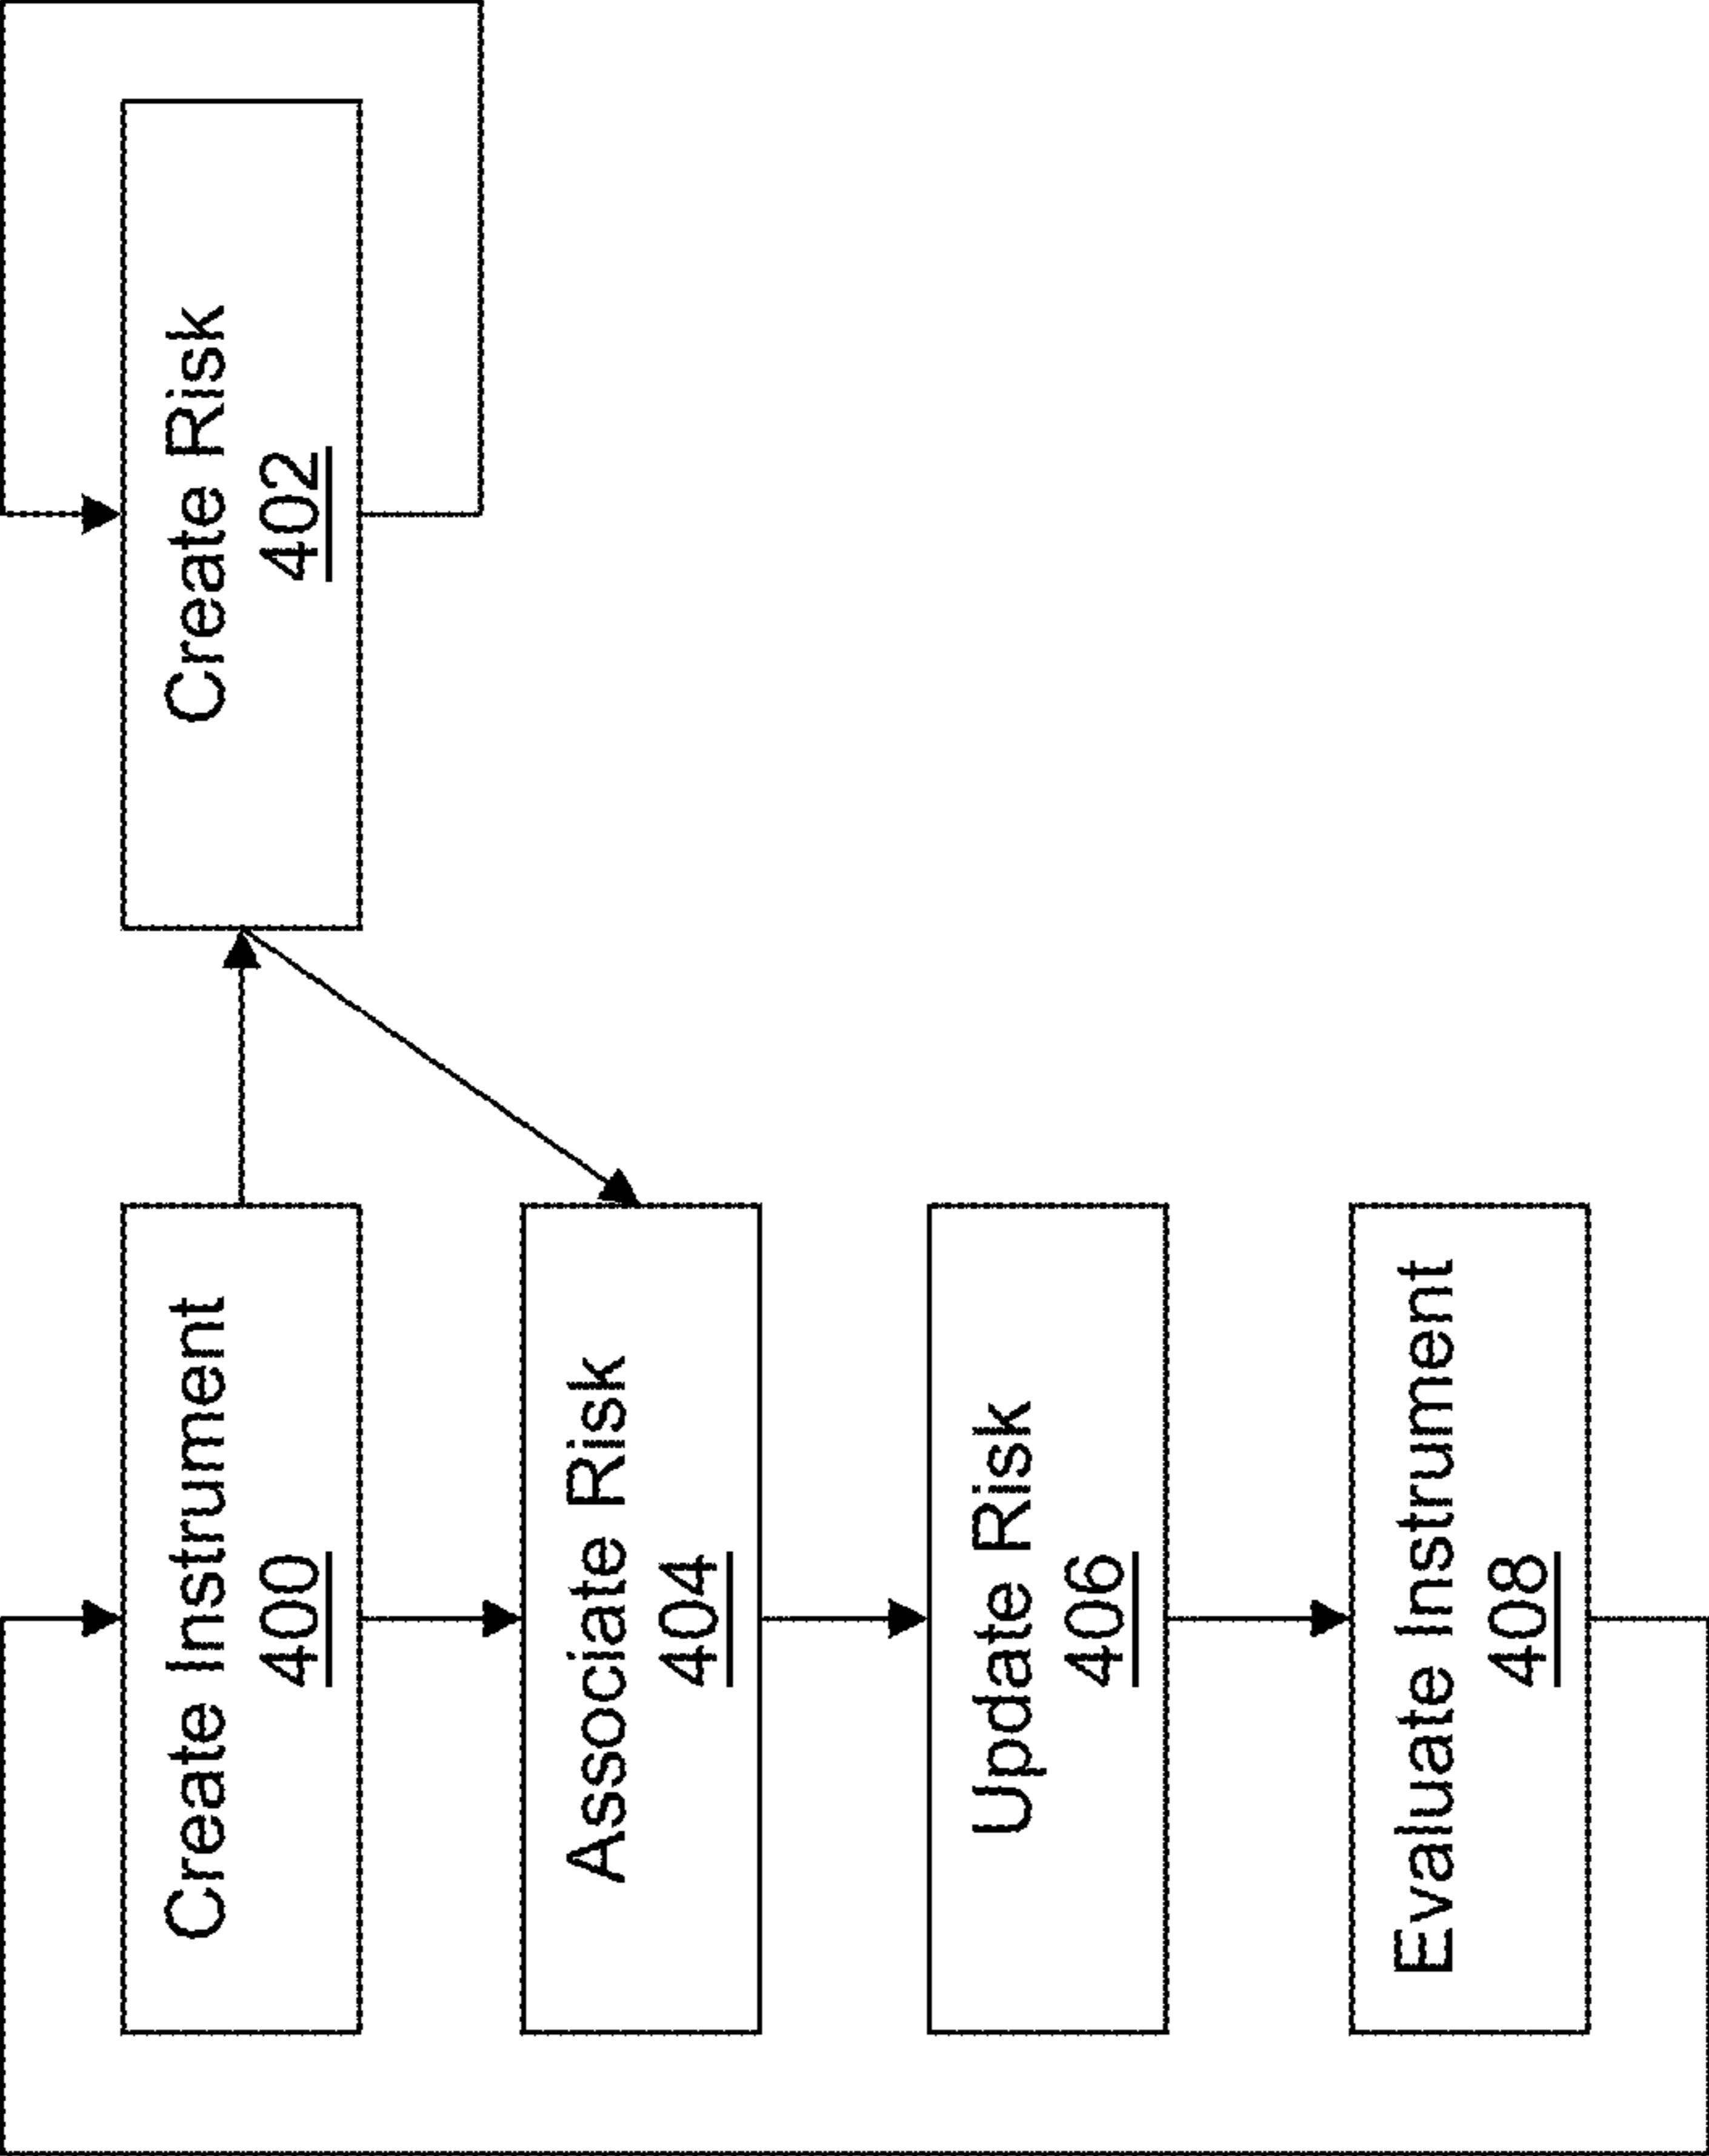 Create Instrument
400
Create Risk
402
Associate Risk
404
Update Risk
406
Evaluate Instrument
408